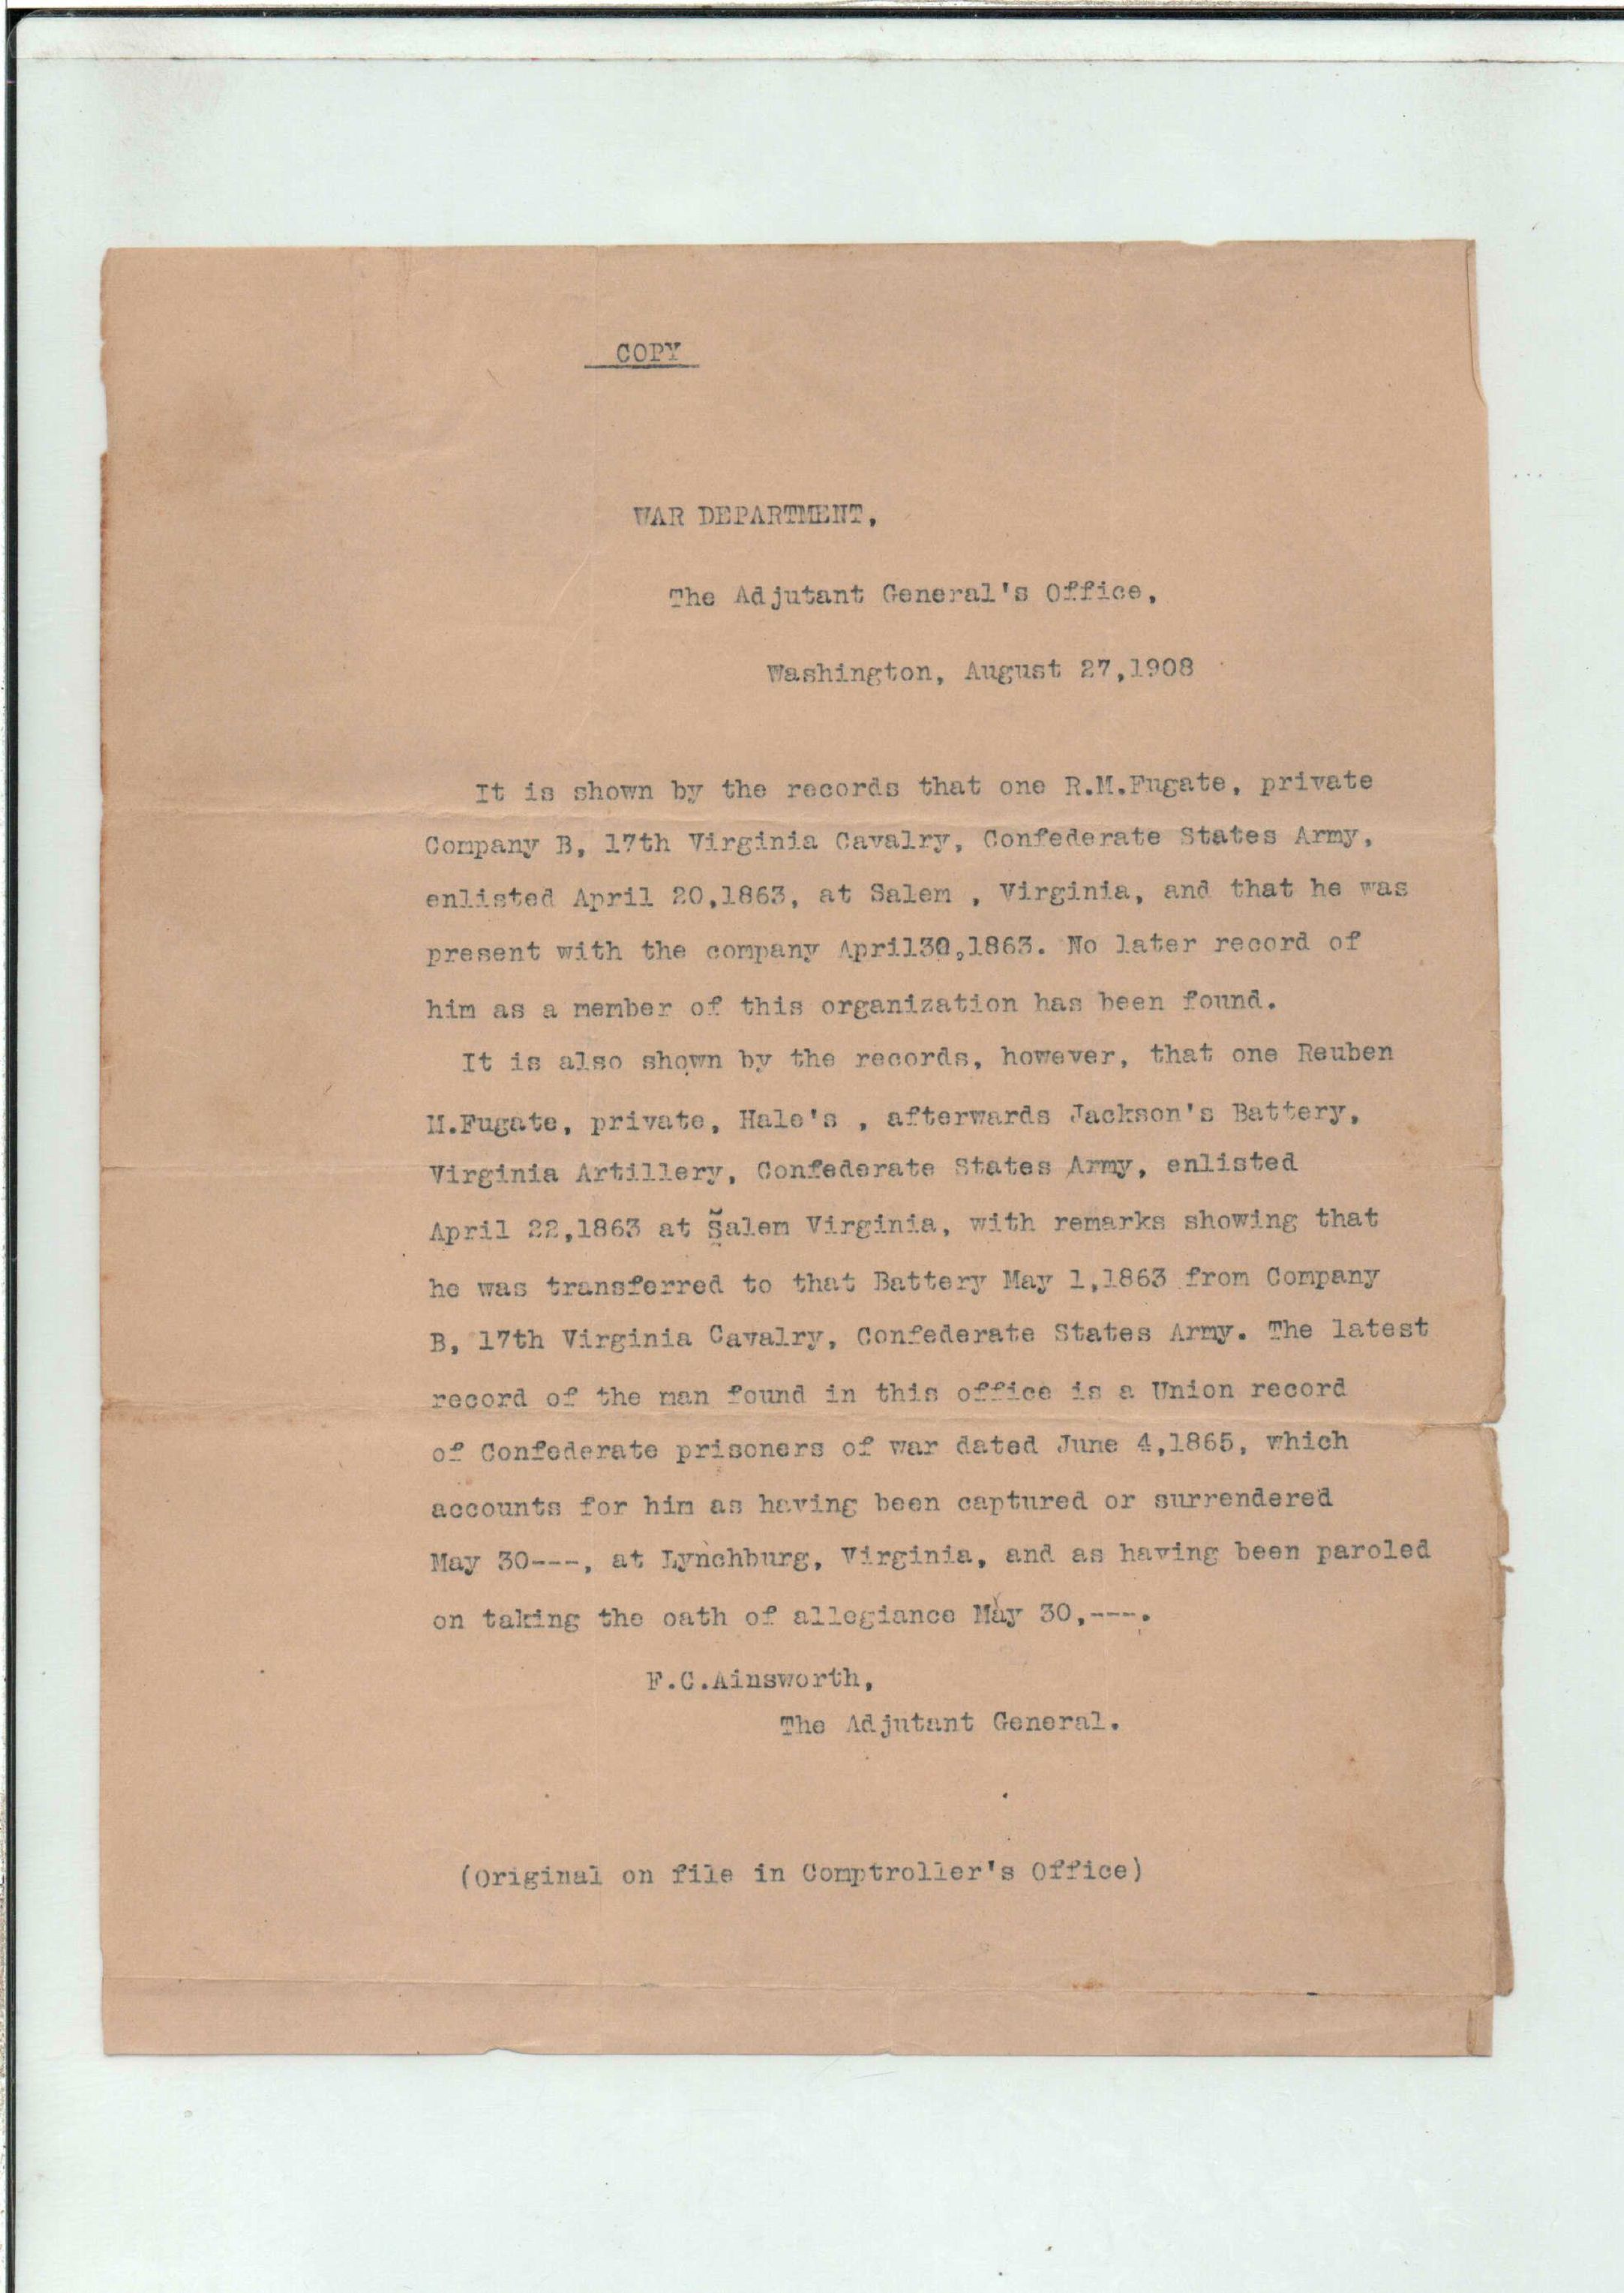 COPY
WAR DEPARTMENT,
The Adjutant General's Office,
Washington, August 27,1908
It is shown by the records that one R.M.Fugate, private
Company B, 17th Virginia Cavalry, Confederate States Army,
enlisted April 20,1863, at Salem , Virginia, and that he was
present with the company April30,1863. No later record of
him as a member of this organization has been found.
It is also shown by the records, however, that one Reuben
M.Fugate, private, Hale's , afterwards Jackson's Battery,
Virginia Artillery, Confederate States Army, enlisted
April 22,1863 at Salem Virginia, with remarks showing that
he was transferred to that Battery May 1,1863 from Company
B, 17th Virginia Cavalry, Confederate States Army. The latest
record of the man found in this office is a Union record
of Confederate prisoners of war dated June 4,1865, which
accounts for him as having been captured or surrendered
May 30---, at Lynchburg, Virginia, and as having been paroled
on taking the oath of allegiance May 30,---.
F.C.Ainsworth,
The Adjutant General.
(Original on file in Comptroller's Office)